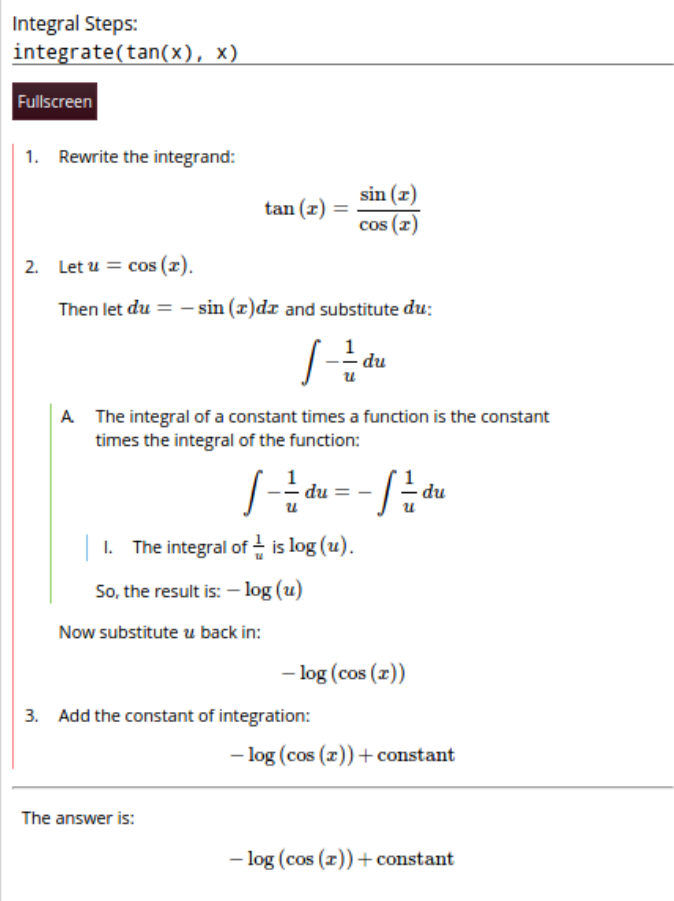 Integral Steps:
integrate(tan(x), x)
Fullscreen
1. Rewrite the integrand:
tan (x) = sin (x) / cos (x)
2. Let u = cos (x).
Then let du = − sin (x)dx and substitute du:
∫ −1/u du
A. The integral of a constant times a function is the constant
times the integral of the function:
∫ −1/u du = − ∫ 1/u du
I. The integral of 1/u is log (u).
So, the result is: − log (u)
Now substitute u back in:
− log (cos (x))
3. Add the constant of integration:
− log (cos (x)) + constant
The answer is:
− log (cos (x)) + constant